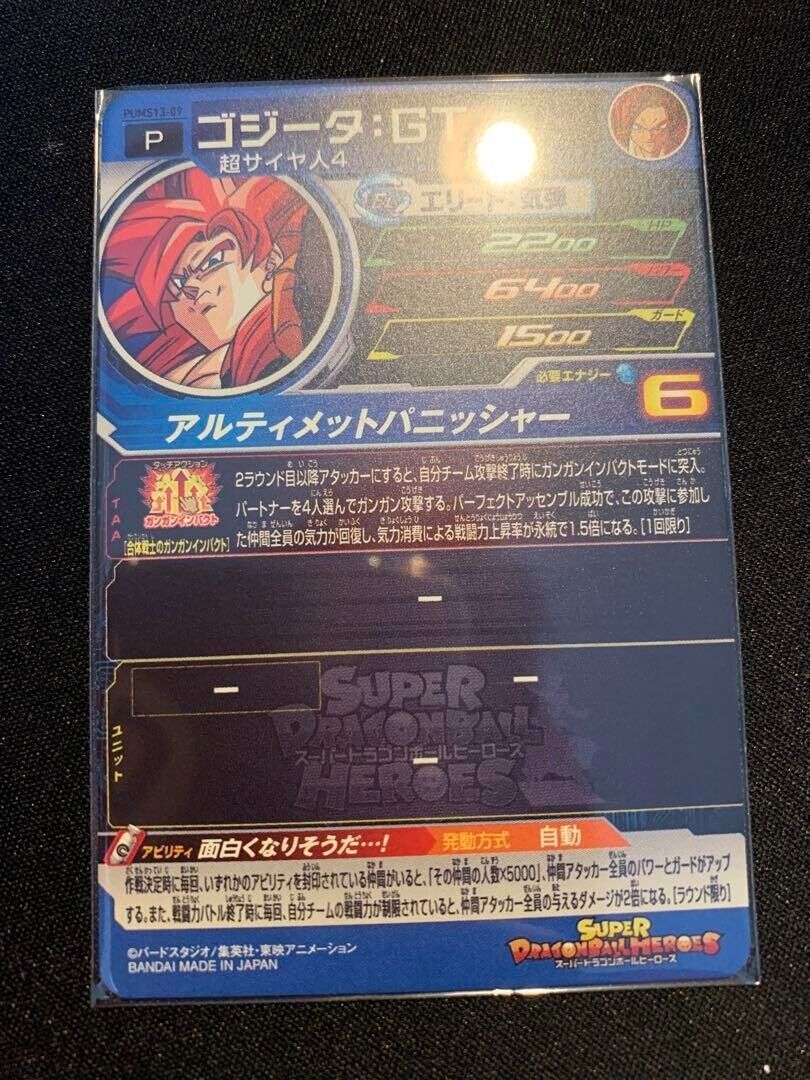 PUMS13-09
P
ゴジータ:GT
超サイヤ人4
エリート:気弾
HP
2200
パワー
6400
ガード
1500
必要エナジー
6
アルティメットパニッシャー
TAA
タッチアクション
ガンガンインパクト
[合体戦士のガンガンインパクト]
2ラウンド目以降アタッカーにすると、自分チーム攻撃終了時にガンガンインパクトモードに突入。
パートナーを4人選んでガンガン攻撃する。パーフェクトアッセンブル成功で、この攻撃に参加し
た仲間全員の気力が回復し、気力消費による戦闘力上昇率が永続で1.5倍になる。[1回限り]
ー
ー
ー
ー
ユニット
SUPER
DRAGONBALL
スーパードラゴンボールヒーローズ
HEROES
アビリティ 面白くなりそうだ…! 発動方式 自動
作戦決定時に毎回、いずれかのアビリティを封印されている仲間がいると、「その仲間の人数×5000」、仲間アタッカー全員のパワーとガードがアップ
する。また、戦闘力バトル終了時に毎回、自分チームの戦闘力が制限されていると、仲間アタッカー全員の与えるダメージが2倍になる。[ラウンド限り]
©バードスタジオ/集英社・東映アニメーション
BANDAI MADE IN JAPAN
SUPER
DRAGONBALL HEROES
スーパードラゴンボールヒーローズ